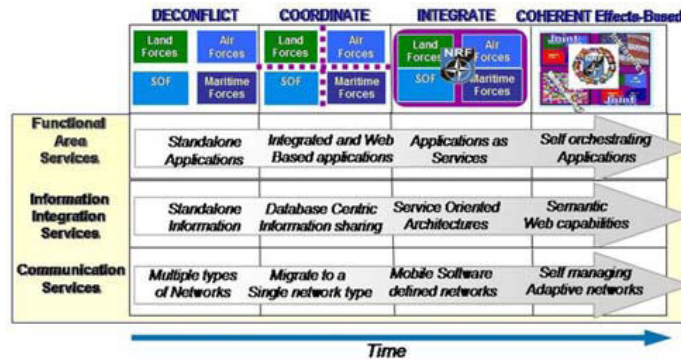 DECONFLICT COORDINATE INTEGRATE COHERENT Effects-Based
Land Forces
Air Forces
SOF
Maritime Forces
Land Forces
Air Forces
SOF
Maritime Forces
Land Forces
NRF
Air Forces
SOF
Maritime Forces
Joint
Joint
Functional
Area
Services
Standalone
Applications
Integrated and Web
Based applications
Applications as
Services
Self orchestrating
Applications
Information
Integration
Services
Standalone
Information
Database Centric
Information sharing
Service Oriented
Architectures
Semantic
Web capabilities
Communication
Services
Multiple types
of Networks
Migrate to a
Single network type
Mobile Software
defined networks
Self managing
Adaptive networks
Time